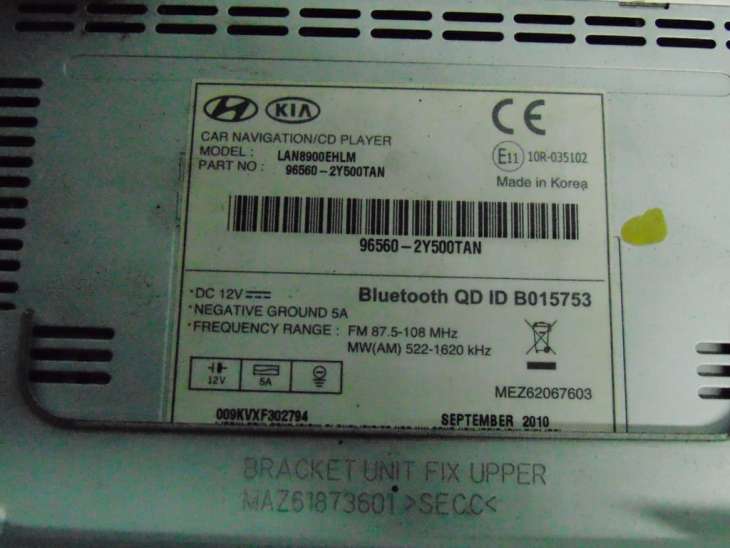 HYUNDAI KIA
CE
CAR NAVIGATION/CD PLAYER
MODEL : LAN8900EHLM
PART NO : 96560-2Y500TAN
E11 10R-035102
Made in Korea
96560-2Y500TAN
*DC 12V
*NEGATIVE GROUND 5A
*FREQUENCY RANGE : FM 87.5-108 MHz
MW(AM) 522-1620 kHz
Bluetooth QD ID B015753
12V 5A
MEZ62067603
009KVXF302794 SEPTEMBER 2010
BRACKET UNIT FIX UPPER
MAZ61873601 >SECC<